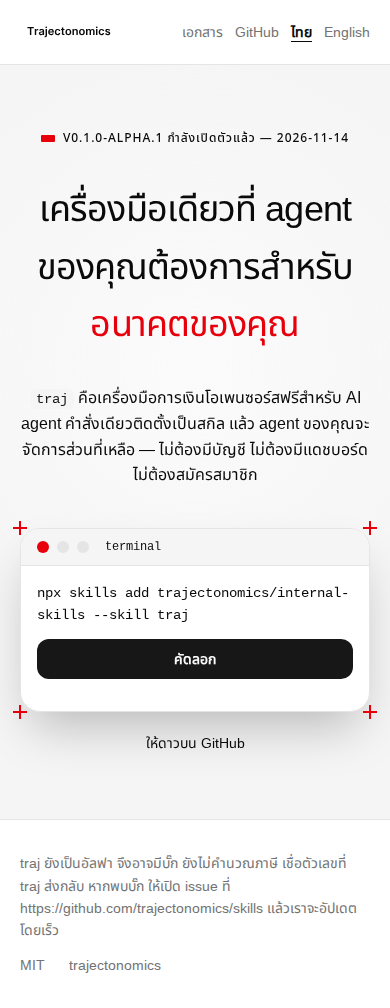 Trajectonomics
เอกสาร GitHub ไทย English
V0.1.0-ALPHA.1 กำลังเปิดตัวแล้ว — 2026-11-14
เครื่องมือเดียวที่ agent
ของคุณต้องการสำหรับ
อนาคตของคุณ
traj คือเครื่องมือการเงินโอเพนซอร์สฟรีสำหรับ AI
agent คำสั่งเดียวติดตั้งเป็นสกิล แล้ว agent ของคุณจะ
จัดการส่วนที่เหลือ — ไม่ต้องมีบัญชี ไม่ต้องมีแดชบอร์ด
ไม่ต้องสมัครสมาชิก
terminal
npx skills add trajectonomics/internal-
skills --skill traj
คัดลอก
ให้ดาวบน GitHub
traj ยังเป็นอัลฟา จึงอาจมีบั๊ก ยังไม่คำนวณภาษี เชื่อตัวเลขที่
traj ส่งกลับ หากพบบั๊ก ให้เปิด issue ที่
https://github.com/trajectonomics/skills แล้วเราจะอัปเดต
โดยเร็ว
MIT trajectonomics